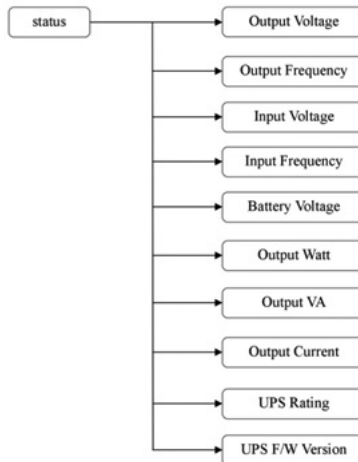 status
Output Voltage
Output Frequency
Input Voltage
Input Frequency
Battery Voltage
Output Watt
Output VA
Output Current
UPS Rating
UPS F/W Version